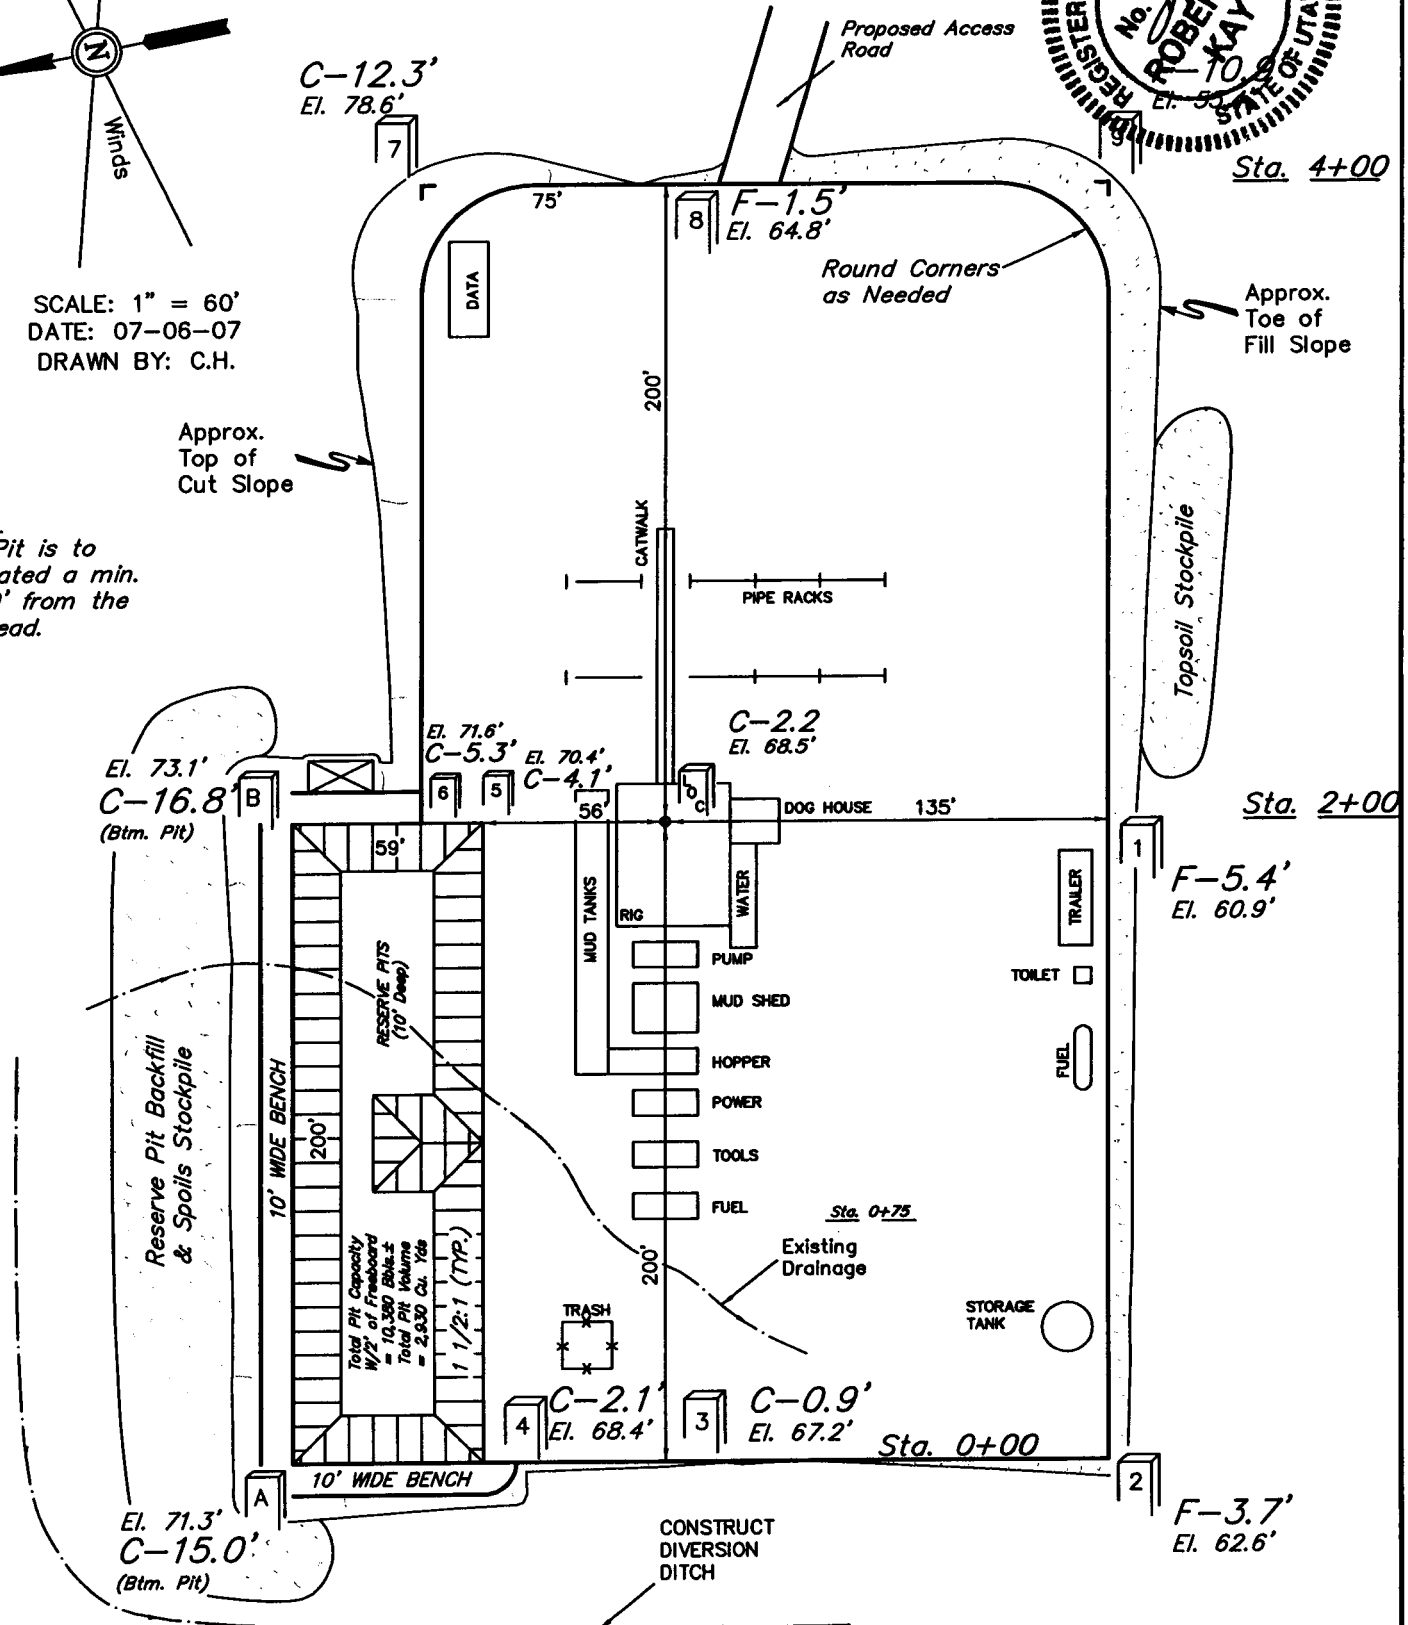 N
Winds
SCALE: 1" = 60'
DATE: 07-06-07
DRAWN BY: C.H.
C-12.3'
El. 78.6'
7
Proposed Access
Road
No.
STATE OF UTA
9
Sta. 4+00
75'
8
F-1.5'
El. 64.8'
DATA
Round Corners
as Needed
Approx.
Toe of
Fill Slope
200'
Approx.
Top of
Cut Slope
Pit is to
ated a min.
' from the
ead.
CATWALK
PIPE RACKS
Topsoil Stockpile
C-2.2
El. 68.5'
El. 71.6'
C-5.3'
El. 70.4'
C-4.1'
6
5
LOC
El. 73.1'
C-16.8'
(Btm. Pit)
B
56'
DOG HOUSE
135'
Sta. 2+00
59'
1
F-5.4'
El. 60.9'
MUD TANKS
RIG
WATER
TRAILER
RESERVE PITS
(10' Deep)
PUMP
TOILET
MUD SHED
HOPPER
FUEL
POWER
TOOLS
FUEL
Reserve Pit Backfill
& Spoils Stockpile
10' WIDE BENCH
200'
Sta. 0+75
Existing
Drainage
200'
Total Pit Capacity
W/2' of Freeboard
= 10,380 Bbls.±
Total Pit Volume
= 2,930 Cu. Yds
1 1/2:1 (TYP.)
TRASH
STORAGE
TANK
4
C-2.1'
El. 68.4'
3
C-0.9'
El. 67.2'
Sta. 0+00
10' WIDE BENCH
A
El. 71.3'
C-15.0'
(Btm. Pit)
2
F-3.7'
El. 62.6'
CONSTRUCT
DIVERSION
DITCH